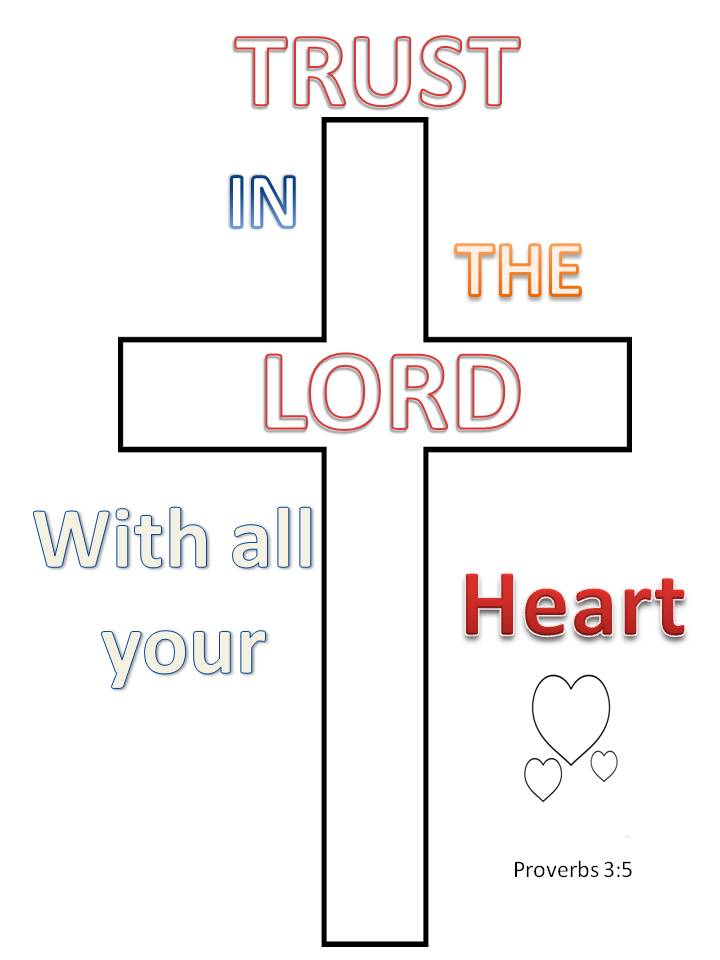 TRUST
IN
THE
LORD
With all
your
Heart
Proverbs 3:5